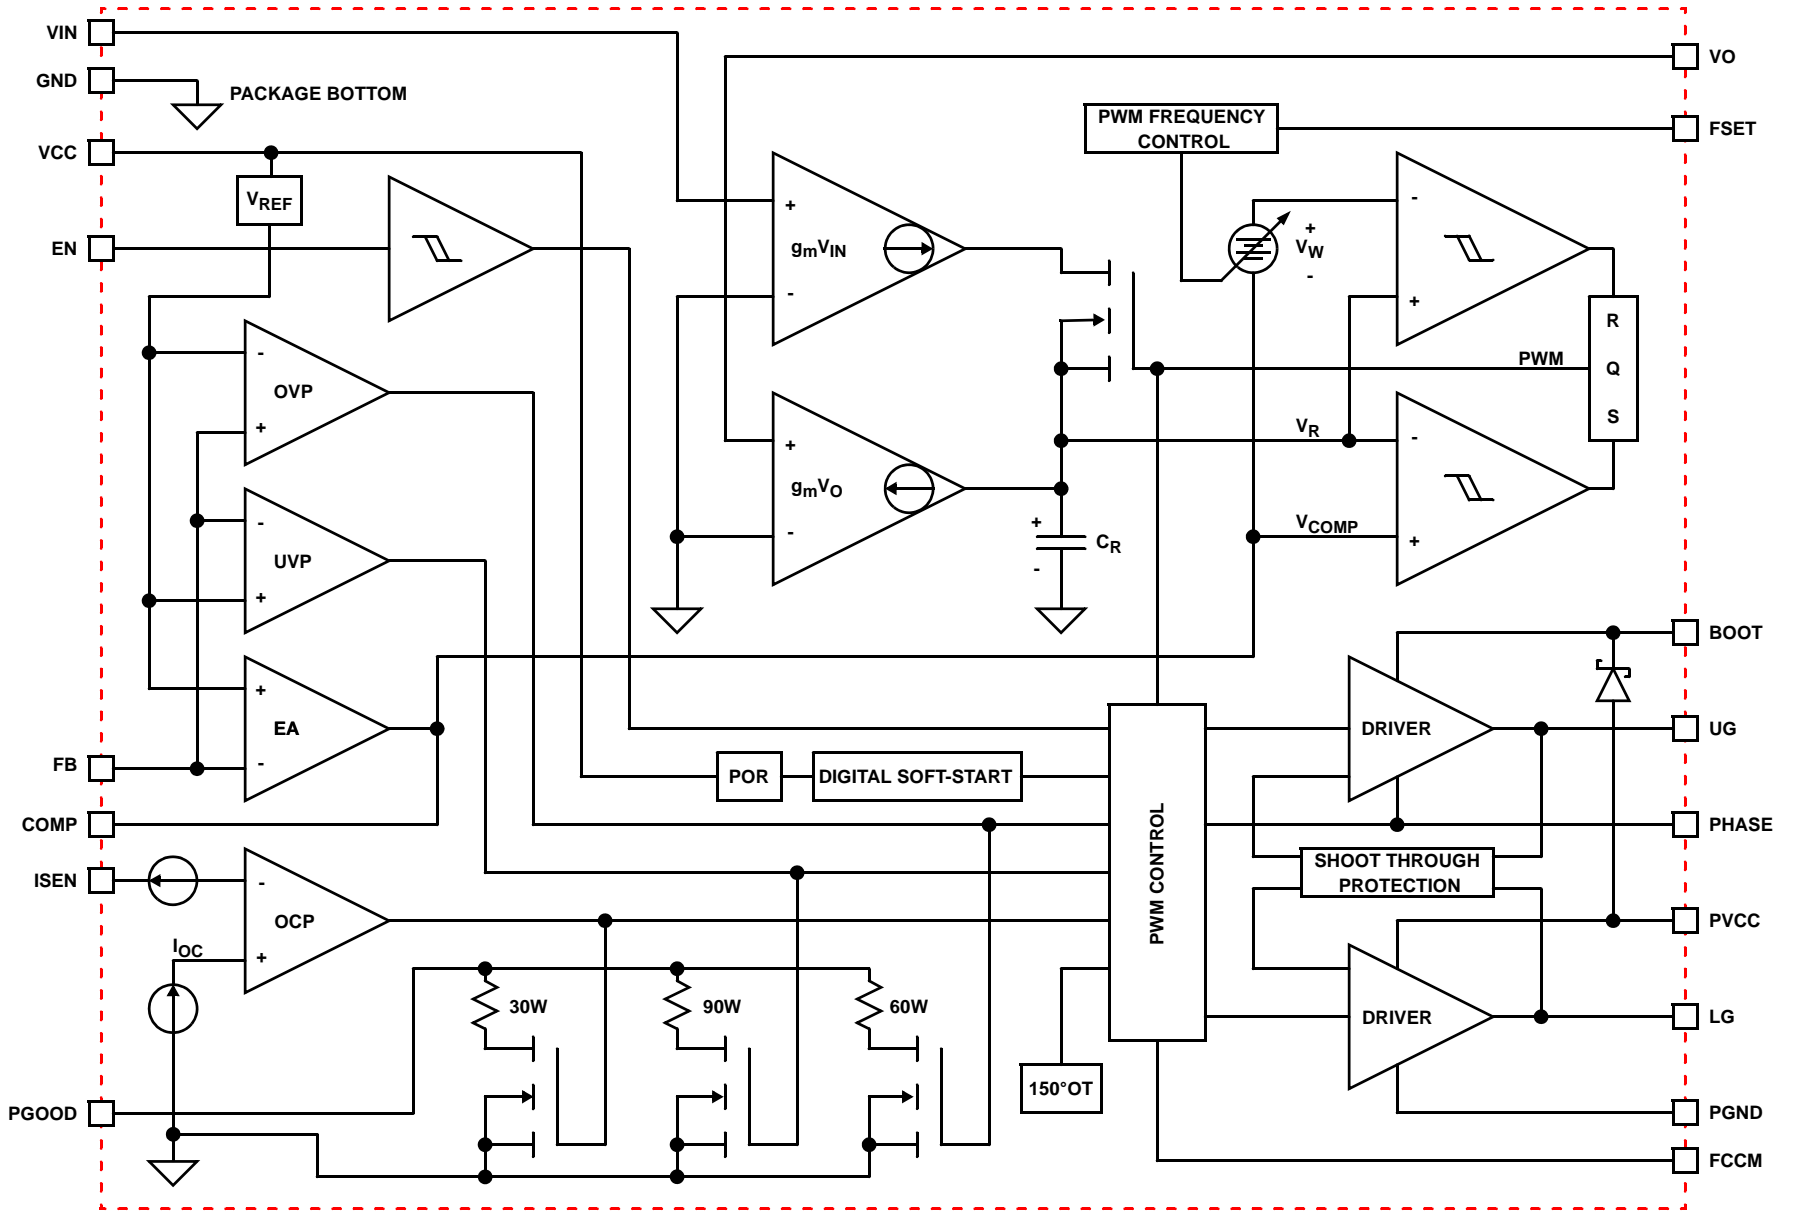 VIN
VO
GND
PACKAGE BOTTOM
PWM FREQUENCY
CONTROL
FSET
VCC
VREF
EN
+
gmVIN
-
+
VW
-
-
+
R
Q
S
PWM
-
OVP
+
+
gmVO
-
VR
-
VCOMP
+
-
UVP
+
+
CR
-
BOOT
+
EA
-
DRIVER
UG
FB
POR
DIGITAL SOFT-START
COMP
PHASE
PWM CONTROL
SHOOT THROUGH
PROTECTION
ISEN
-
OCP
+
IOC
PVCC
30W
90W
60W
DRIVER
LG
150°OT
PGOOD
PGND
FCCM